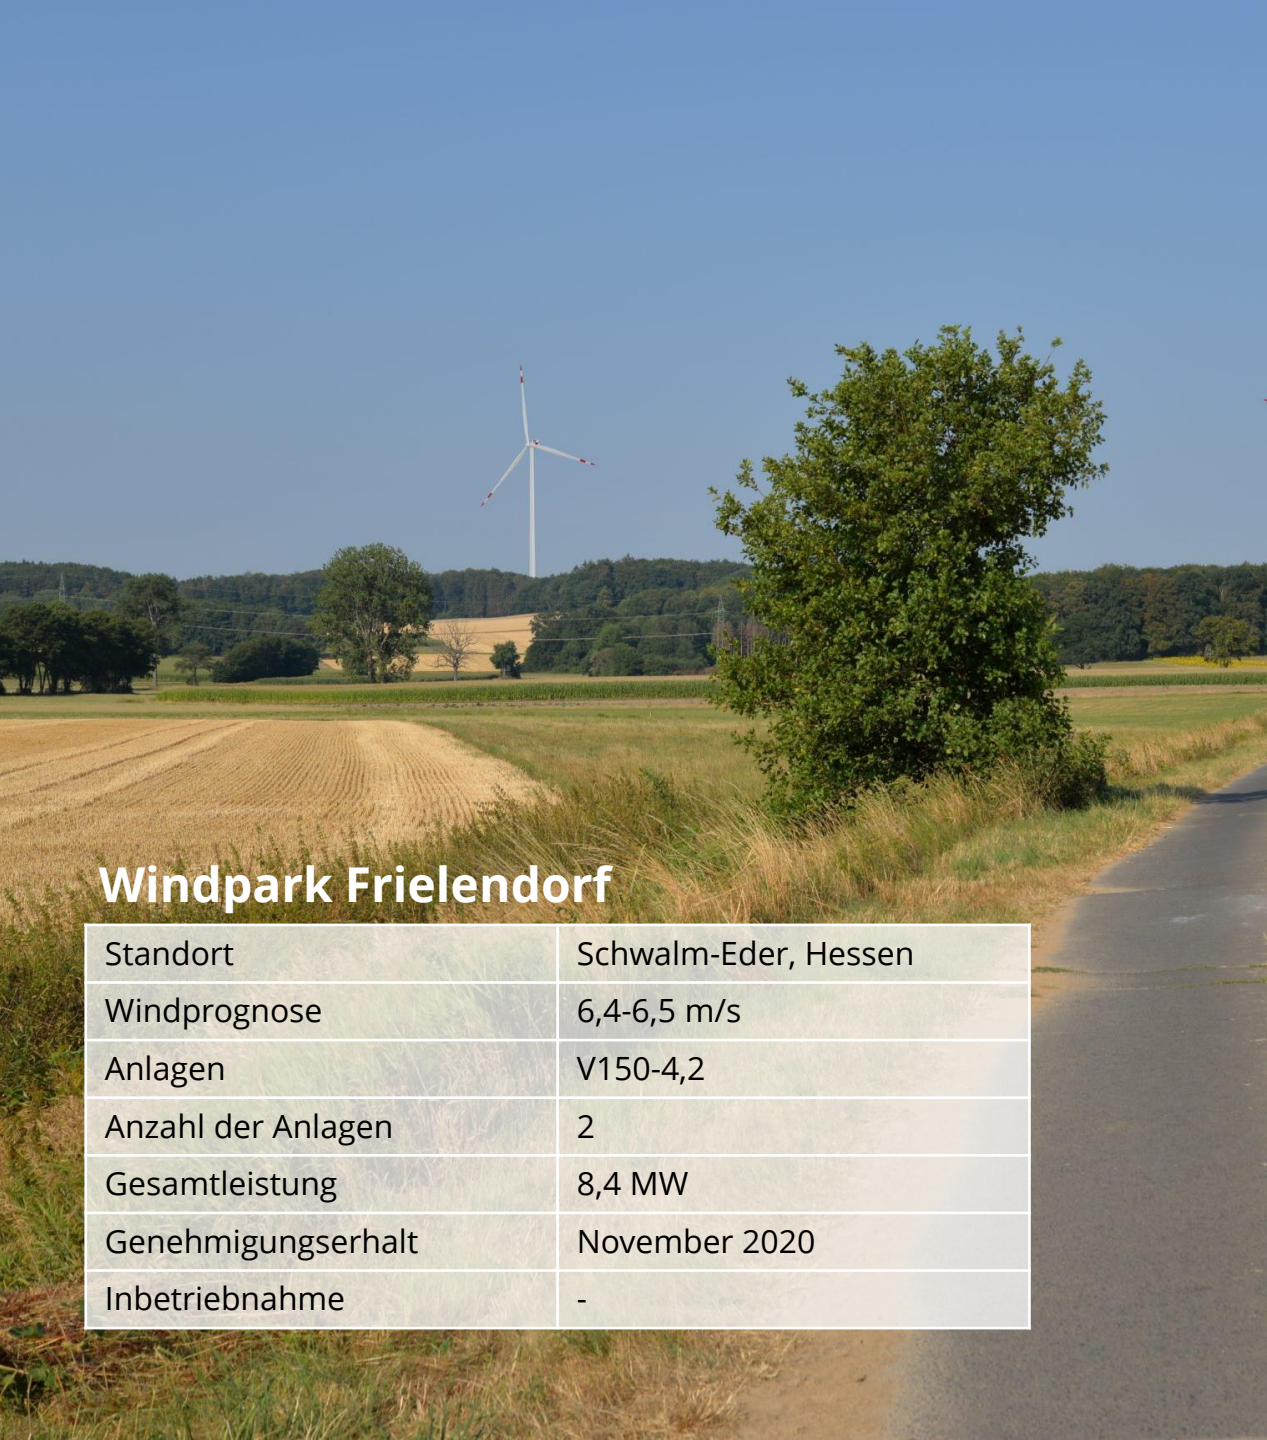 Windpark Frielendorf
Standort Schwalm-Eder, Hessen
Windprognose 6,4-6,5 m/s
Anlagen V150-4,2
Anzahl der Anlagen 2
Gesamtleistung 8,4 MW
Genehmigungserhalt November 2020
Inbetriebnahme -